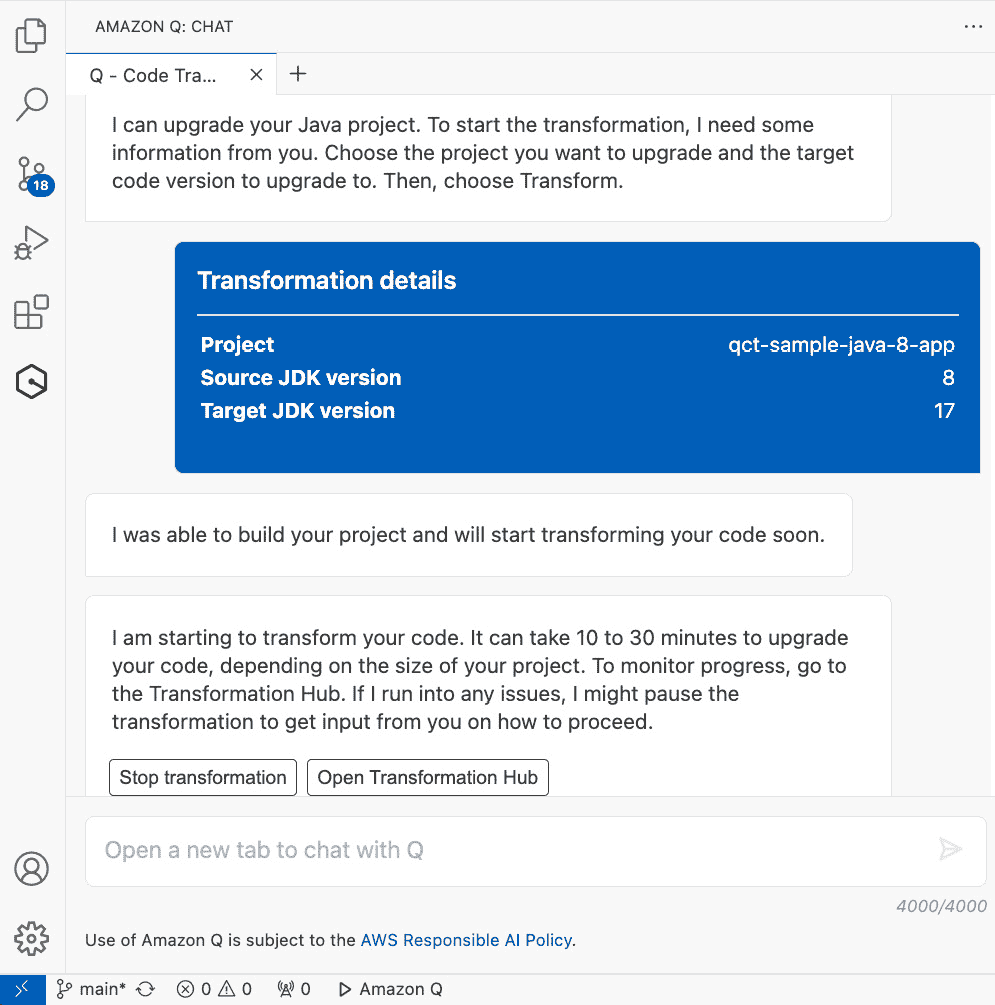 AMAZON Q: CHAT
Q - Code Tra...
I can upgrade your Java project. To start the transformation, I need some
information from you. Choose the project you want to upgrade and the target
code version to upgrade to. Then, choose Transform.
18
Transformation details
Project qct-sample-java-8-app
Source JDK version 8
Target JDK version 17
I was able to build your project and will start transforming your code soon.
I am starting to transform your code. It can take 10 to 30 minutes to upgrade
your code, depending on the size of your project. To monitor progress, go to
the Transformation Hub. If I run into any issues, I might pause the
transformation to get input from you on how to proceed.
Stop transformation Open Transformation Hub
Open a new tab to chat with Q
4000/4000
Use of Amazon Q is subject to the AWS Responsible AI Policy.
main* 0 0 0 Amazon Q